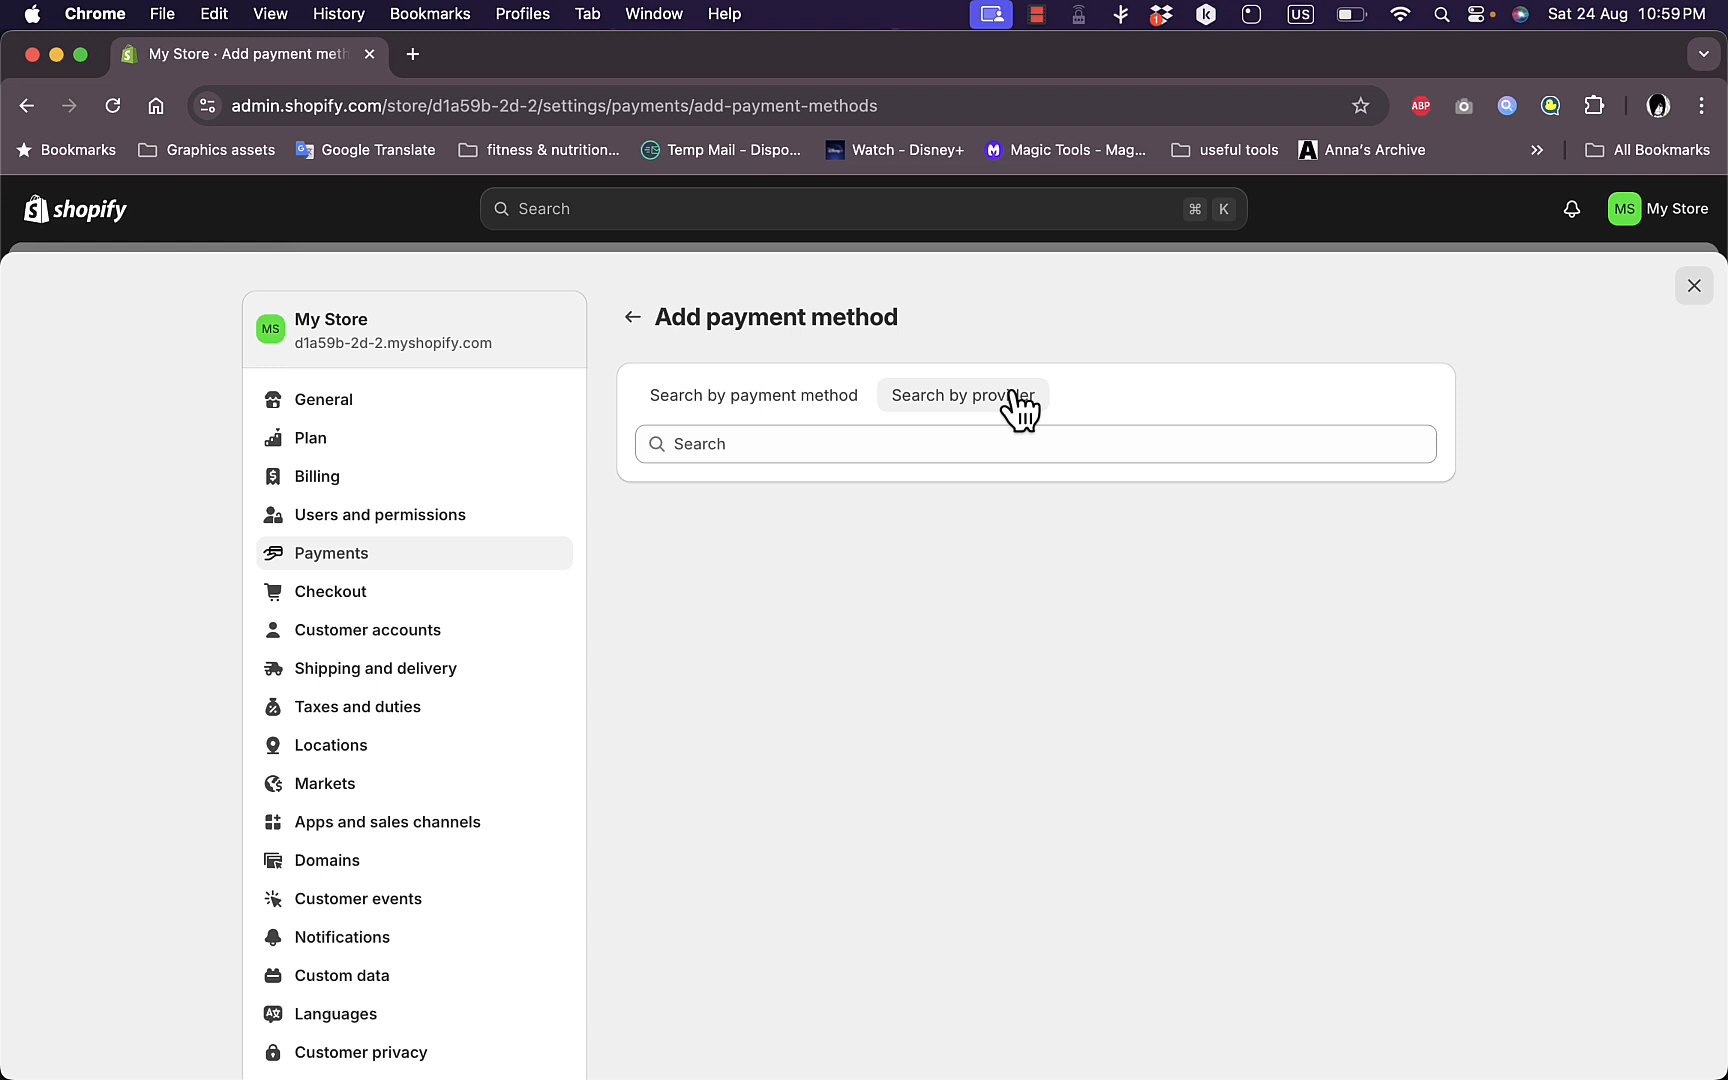 Chrome File Edit View History Bookmarks Profiles Tab Window Help 1 US Sat 24 Aug 10:59 PM
My Store · Add payment meth
admin.shopify.com/store/d1a59b-2d-2/settings/payments/add-payment-methods ABP
Bookmarks Graphics assets Google Translate fitness & nutrition... Temp Mail - Dispo... Watch - Disney+ Magic Tools - Mag... useful tools Anna's Archive » All Bookmarks
shopify Search ⌘ K MS My Store
MS My Store
d1a59b-2d-2.myshopify.com
General
Plan
Billing
Users and permissions
Payments
Checkout
Customer accounts
Shipping and delivery
Taxes and duties
Locations
Markets
Apps and sales channels
Domains
Customer events
Notifications
Custom data
Languages
Customer privacy
Add payment method
Search by payment method Search by provider
Search